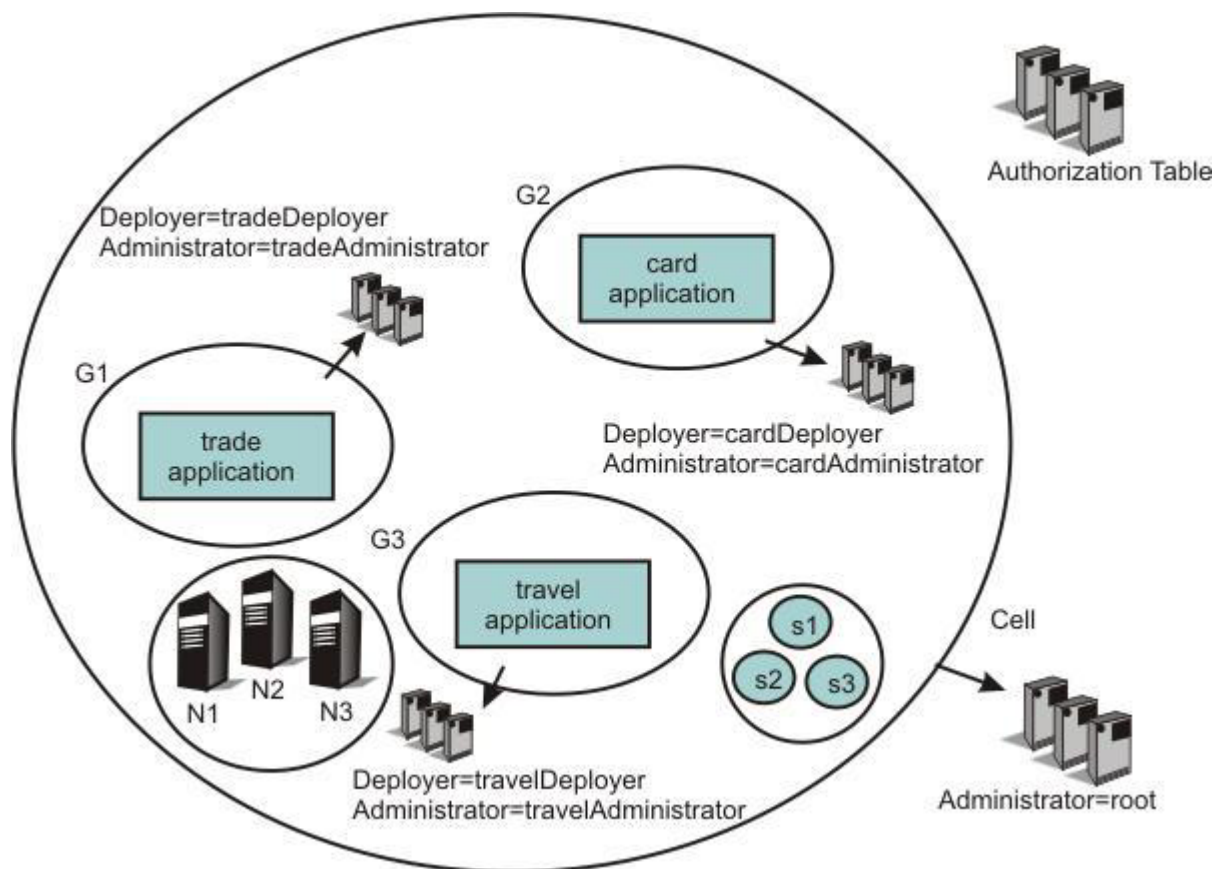 Authorization Table
G2
Deployer=tradeDeployer
Administrator=tradeAdministrator
card
application
G1
trade
application
Deployer=cardDeployer
Administrator=cardAdministrator
G3
travel
application
N1
N2
N3
s1
s2
s3
Cell
Deployer=travelDeployer
Administrator=travelAdministrator
Administrator=root